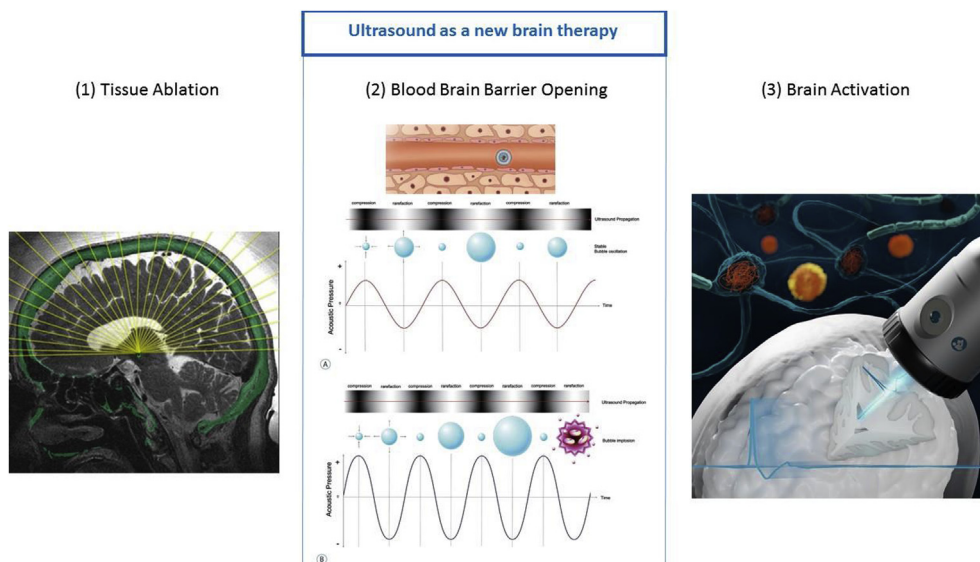 Ultrasound as a new brain therapy
(1) Tissue Ablation
(2) Blood Brain Barrier Opening
(3) Brain Activation
compression rarefaction compression rarefaction compression rarefaction
Ultrasound Propagation
Stable
Bubble oscillation
+
Acoustic Pressure
Time
-
A
compression rarefaction compression rarefaction compression rarefaction compression rarefaction
Ultrasound Propagation
Bubble implosion
+
Acoustic Pressure
Time
-
B